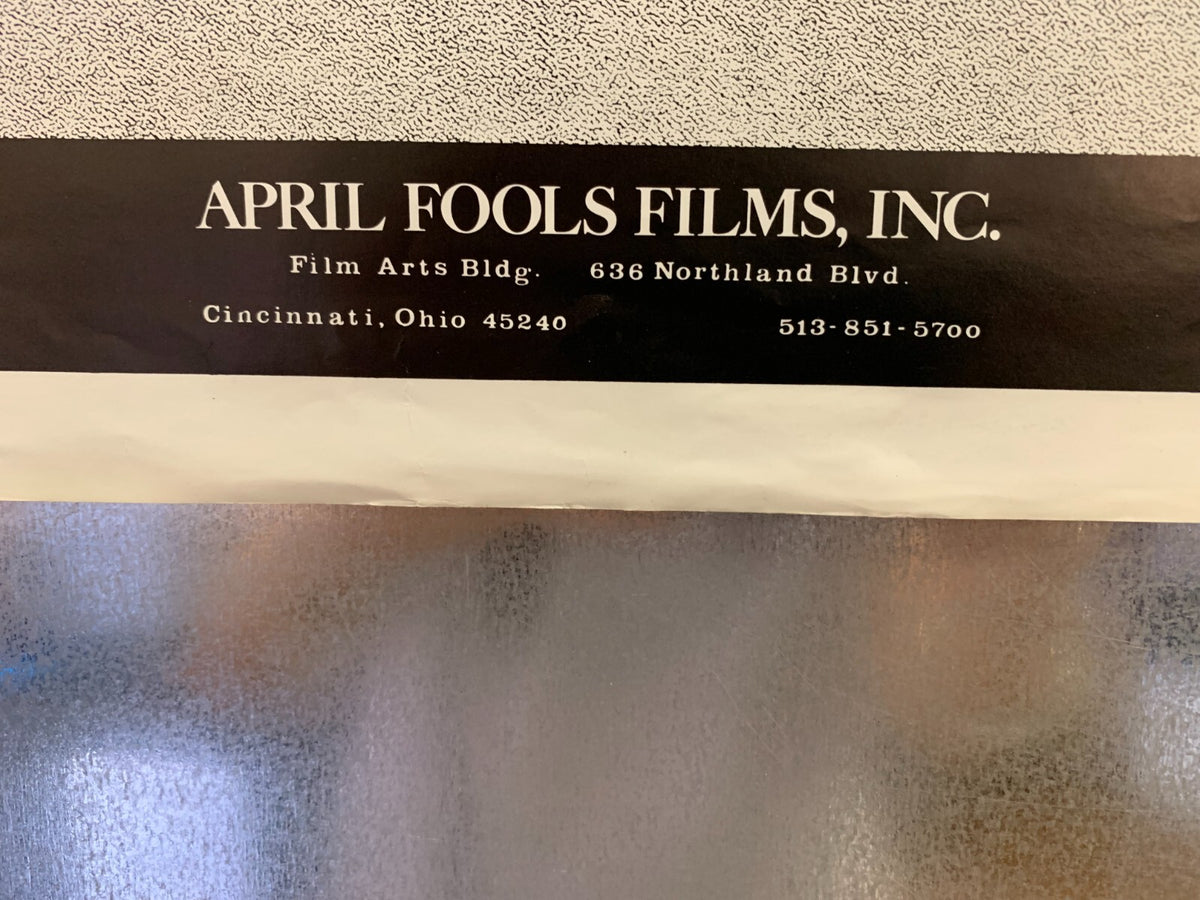 APRIL FOOLS FILMS, INC.
Film Arts Bldg. 636 Northland Blvd.
Cincinnati, Ohio 45240 513-851-5700